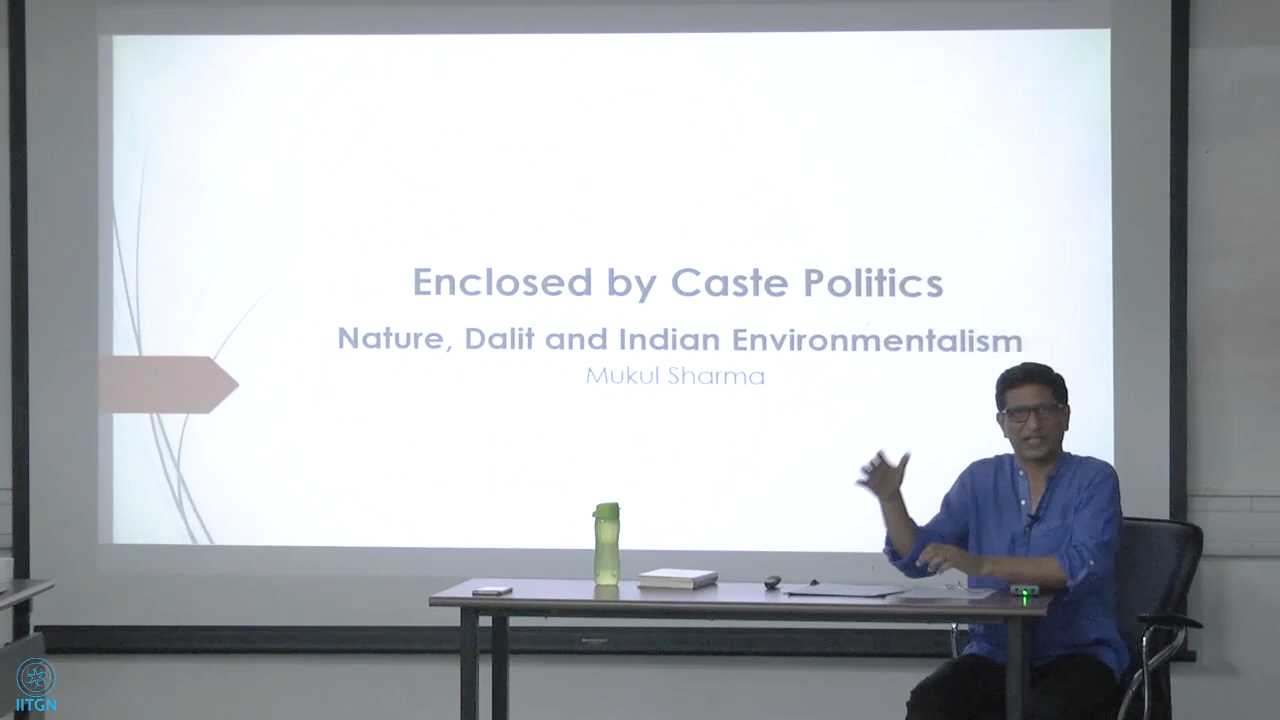 Enclosed by Caste Politics
Nature, Dalit and Indian Environmentalism
Mukul Sharma
IITGN